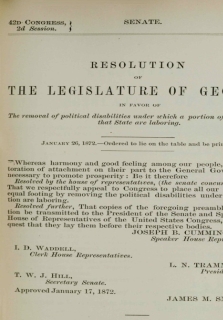 42D CONGRESS, } SENATE.
2d Session. }
RESOLUTION
OF
THE LEGISLATURE OF GEO
IN FAVOR OF
The removal of political disabilities under which a portion of
that State are laboring.
JANUARY 26, 1872.—Ordered to lie on the table and be prin
"Whereas harmony and good feeling among our people,
toration of attachment on their part to the General Gov
necessary to promote prosperity: Be it therefore
Resolved by the house of representatives, (the senate concur
That we respectfully appeal to Congress to place all our
equal footing by removing the political disabilities under
tion are laboring.
Resolved further, That copies of the foregoing preamble
tion be transmitted to the President of the Senate and Sp
House of Representatives of the United States Congress,
quest that they lay them before their respective bodies.
JOSEPH B. CUMMIN
Speaker House Rep
I. D. WADDELL,
Clerk House Representatives.
L. N. TRAMM
Presid
T. W. J. HILL,
Secretary Senate.
Approved January 17, 1872.
JAMES M. S